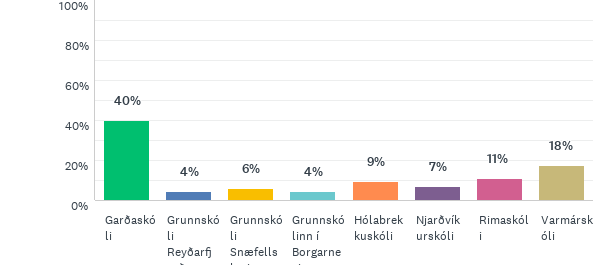 100%
80%
60%
40%
20%
0%
40%
4%
6%
4%
9%
7%
11%
18%
Garðaskó
li
Grunnskó
li
Reyðarfj
Grunnskó
li
Snæfells
Grunnskó
linn í
Borgarne
Hólabrek
kuskóli
Njarðvík
urskóli
Rimaskól
i
Varmársk
óli